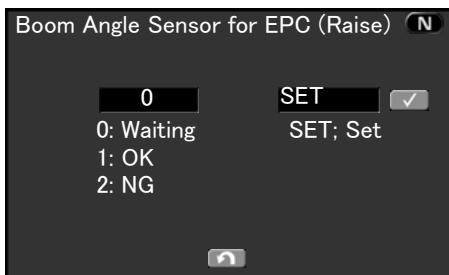 Boom Angle Sensor for EPC (Raise) N
0 SET
0: Waiting SET; Set
1: OK
2: NG